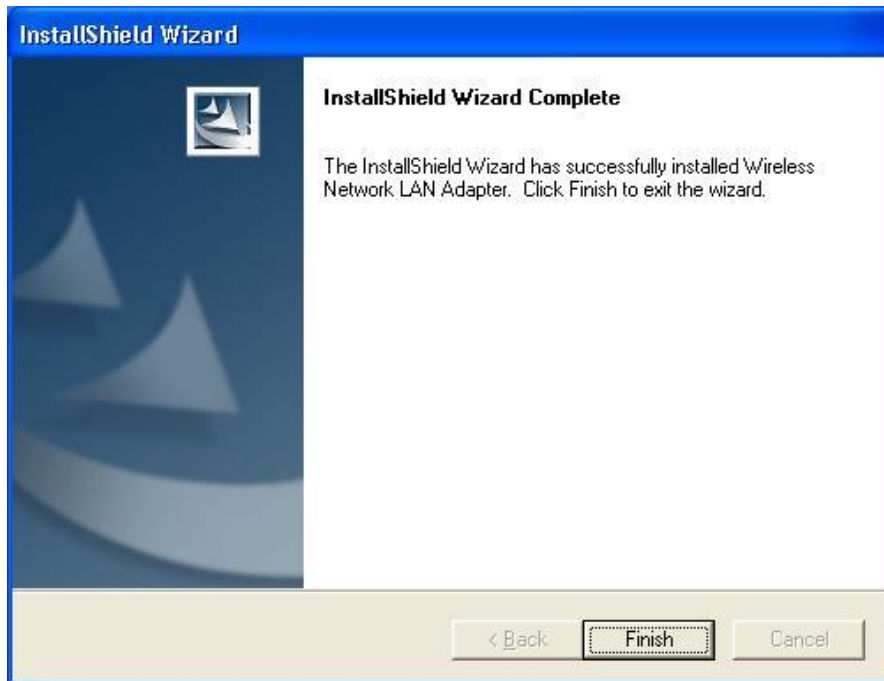 InstallShield Wizard
InstallShield Wizard Complete
The InstallShield Wizard has successfully installed Wireless
Network LAN Adapter.  Click Finish to exit the wizard.
< Back
Finish
Cancel